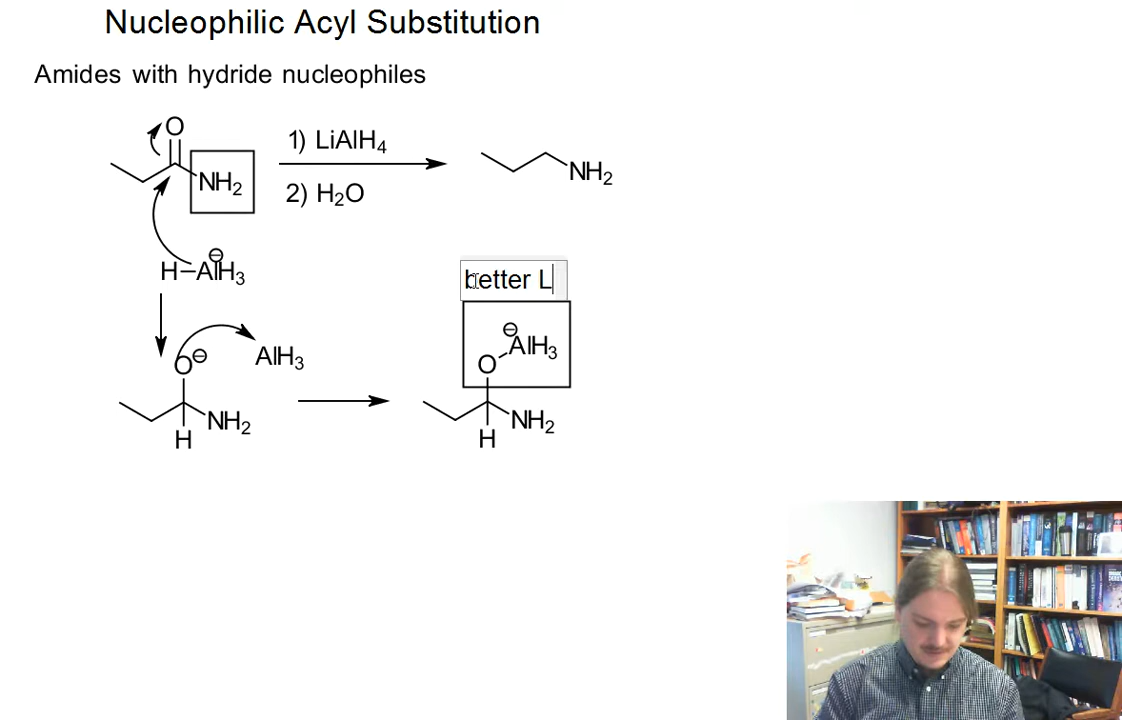 Nucleophilic Acyl Substitution
Amides with hydride nucleophiles
O
NH2
1) LiAlH4
2) H2O
NH2
H–AlH3 ⊖
better L
O⊖
AlH3
⊖ AlH3
O
NH2
H
NH2
H